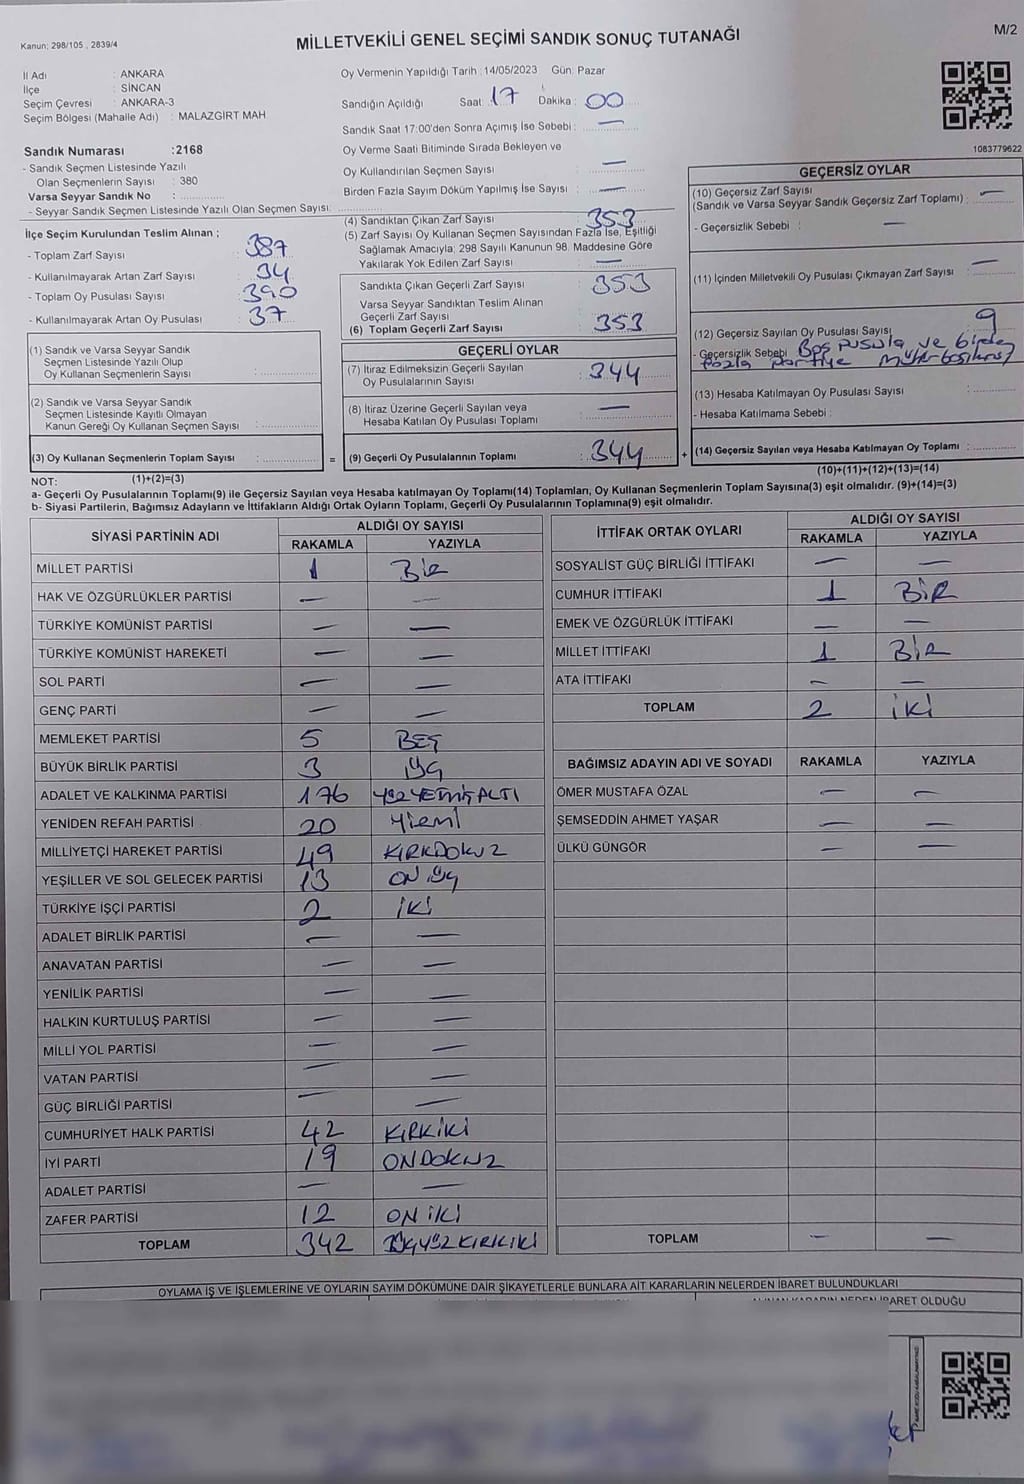 Kanun; 298/105 , 2839/4
MİLLETVEKİLİ GENEL SEÇİMİ SANDIK SONUÇ TUTANAĞI
M/2
İl Adı : ANKARA
İlçe : SİNCAN
Seçim Çevresi : ANKARA-3
Seçim Bölgesi (Mahalle Adı) : MALAZGİRT MAH
Oy Vermenin Yapıldığı Tarih :14/05/2023 Gün: Pazar
Sandığın Açıldığı Saat: 17 Dakika: 00
Sandık Saat 17:00'den Sonra Açımış İse Sebebi : —
Oy Verme Saati Bitiminde Sırada Bekleyen ve
Oy Kullandırılan Seçmen Sayısı : —
Birden Fazla Sayım Döküm Yapılmış İse Sayısı : —
1083779622
Sandık Numarası :2168
- Sandık Seçmen Listesinde Yazılı
Olan Seçmenlerin Sayısı : 380
Varsa Seyyar Sandık No :
- Seyyar Sandık Seçmen Listesinde Yazılı Olan Seçmen Sayısı:
İlçe Seçim Kurulundan Teslim Alınan ;
- Toplam Zarf Sayısı : 387
- Kullanılmayarak Artan Zarf Sayısı : 34
- Toplam Oy Pusulası Sayısı : 390
- Kullanılmayarak Artan Oy Pusulası : 37
(4) Sandıktan Çıkan Zarf Sayısı : 353
(5) Zarf Sayısı Oy Kullanan Seçmen Sayısından Fazla İse, Eşitliği
Sağlamak Amacıyla; 298 Sayılı Kanunun 98. Maddesine Göre
Yakılarak Yok Edilen Zarf Sayısı : —
Sandıkta Çıkan Geçerli Zarf Sayısı : 353
Varsa Seyyar Sandıktan Teslim Alınan
Geçerli Zarf Sayısı :
(6) Toplam Geçerli Zarf Sayısı : 353
GEÇERSİZ OYLAR
(10) Geçersiz Zarf Sayısı
(Sandık ve Varsa Seyyar Sandık Geçersiz Zarf Toplamı) : —
- Geçersizlik Sebebi : —
(11) İçinden Milletvekili Oy Pusulası Çıkmayan Zarf Sayısı : —
(12) Geçersiz Sayılan Oy Pusulası Sayısı : 9
- Geçersizlik Sebebi Boş pusula ve birden
fazla partiye mühür
(13) Hesaba Katılmayan Oy Pusulası Sayısı :
- Hesaba Katılmama Sebebi :
(14) Geçersiz Sayılan veya Hesaba Katılmayan Oy Toplamı :
(10)+(11)+(12)+(13)=(14)
(1) Sandık ve Varsa Seyyar Sandık
Seçmen Listesinde Yazılı Olup
Oy Kullanan Seçmenlerin Sayısı :
(2) Sandık ve Varsa Seyyar Sandık
Seçmen Listesinde Kayıtlı Olmayan
Kanun Gereği Oy Kullanan Seçmen Sayısı :
(3) Oy Kullanan Seçmenlerin Toplam Sayısı : =
GEÇERLİ OYLAR
(7) İtiraz Edilmeksizin Geçerli Sayılan
Oy Pusulalarının Sayısı : 344
(8) İtiraz Üzerine Geçerli Sayılan veya
Hesaba Katılan Oy Pusulası Toplamı : —
(9) Geçerli Oy Pusulalarının Toplamı : 344 +
NOT: (1)+(2)=(3)
a- Geçerli Oy Pusulalarının Toplamı(9) ile Geçersiz Sayılan veya Hesaba katılmayan Oy Toplamı(14) Toplamları, Oy Kullanan Seçmenlerin Toplam Sayısına(3) eşit olmalıdır. (9)+(14)=(3)
b- Siyasi Partilerin, Bağımsız Adayların ve İttifakların Aldığı Oyların Toplamı, Geçerli Oy Pusulalarının Toplamına(9) eşit olmalıdır.
SİYASİ PARTİNİN ADI ALDIĞI OY SAYISI
RAKAMLA YAZIYLA
MİLLET PARTİSİ 1 BİR
HAK VE ÖZGÜRLÜKLER PARTİSİ — —
TÜRKİYE KOMÜNİST PARTİSİ — —
TÜRKİYE KOMÜNİST HAREKETİ — —
SOL PARTİ — —
GENÇ PARTİ — —
MEMLEKET PARTİSİ 5 BEŞ
BÜYÜK BİRLİK PARTİSİ 3 ÜÇ
ADALET VE KALKINMA PARTİSİ 176 YÜZYETMİŞALTI
YENİDEN REFAH PARTİSİ 20 YİRMİ
MİLLİYETÇİ HAREKET PARTİSİ 49 KIRKDOKUZ
YEŞİLLER VE SOL GELECEK PARTİSİ 13 ON ÜÇ
TÜRKİYE İŞÇİ PARTİSİ 2 İKİ
ADALET BİRLİK PARTİSİ — —
ANAVATAN PARTİSİ — —
YENİLİK PARTİSİ — —
HALKIN KURTULUŞ PARTİSİ — —
MİLLİ YOL PARTİSİ — —
VATAN PARTİSİ — —
GÜÇ BİRLİĞİ PARTİSİ — —
CUMHURİYET HALK PARTİSİ 42 KIRKİKİ
İYİ PARTİ 19 ONDOKUZ
ADALET PARTİSİ — —
ZAFER PARTİSİ 12 ON İKİ
TOPLAM 342 ÜÇYÜZKIRKİKİ
İTTİFAK ORTAK OYLARI ALDIĞI OY SAYISI
RAKAMLA YAZIYLA
SOSYALİST GÜÇ BİRLİĞİ İTTİFAKI — —
CUMHUR İTTİFAKI 1 BİR
EMEK VE ÖZGÜRLÜK İTTİFAKI — —
MİLLET İTTİFAKI 1 BİR
ATA İTTİFAKI — —
TOPLAM 2 İKİ
BAĞIMSIZ ADAYIN ADI VE SOYADI RAKAMLA YAZIYLA
ÖMER MUSTAFA ÖZAL — —
ŞEMSEDDİN AHMET YAŞAR — —
ÜLKÜ GÜNGÖR — —
TOPLAM — —
OYLAMA İŞ VE İŞLEMLERİNE VE OYLARIN SAYIM DÖKÜMÜNE DAİR ŞİKAYETLERLE BUNLARA AİT KARARLARIN NELERDEN İBARET BULUNDUKLARI
ALINAN KARARIN NEDEN İBARET OLDUĞU